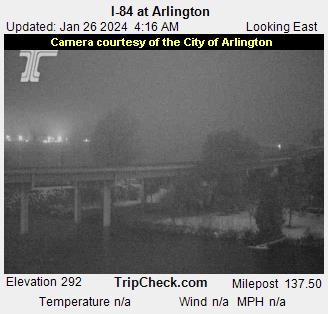 I-84 at Arlington
Updated: Jan 26 2024 4:16 AM Looking East
Camera courtesy of the City of Arlington
Elevation 292 TripCheck.com Milepost 137.50
Temperature n/a Wind n/a MPH n/a